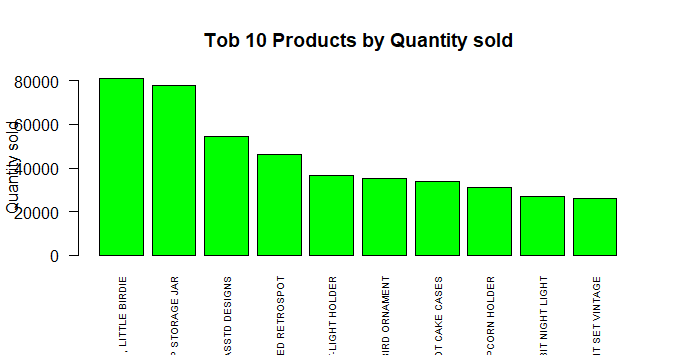 Tob 10 Products by Quantity sold
Quantity sold
80000
60000
40000
20000
0
, LITTLE BIRDIE
P STORAGE JAR
ASSTD DESIGNS
ED RETROSPOT
-LIGHT HOLDER
BIRD ORNAMENT
OT CAKE CASES
PCORN HOLDER
BIT NIGHT LIGHT
NT SET VINTAGE